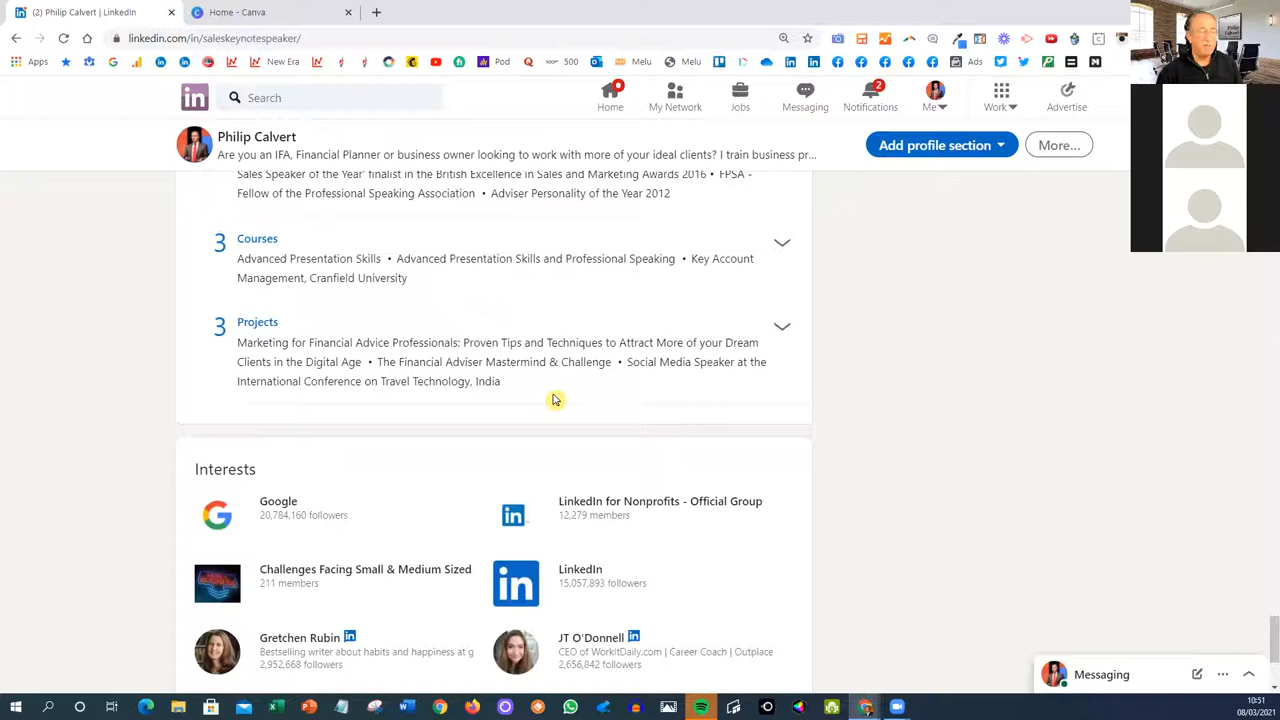 (2) Philip Calvert | LinkedIn
Home - Canva
linkedin.com/in/saleskeynotespeaker/
Apps
New Err
Pod
500
Melu
Melu
Ads
Search
Home
My Network
Jobs
Messaging
2
Notifications
Me
Work
Advertise
Philip Calvert
Are you an IFA, Financial Planner or business owner looking to work with more of your ideal clients? I train business pr...
Add profile section
More...
Sales Speaker of the Year' finalist in the British Excellence in Sales and Marketing Awards 2016 • FPSA -
Fellow of the Professional Speaking Association • Adviser Personality of the Year 2012
3 Courses
Advanced Presentation Skills • Advanced Presentation Skills and Professional Speaking • Key Account
Management, Cranfield University
3 Projects
Marketing for Financial Advice Professionals: Proven Tips and Techniques to Attract More of your Dream
Clients in the Digital Age • The Financial Adviser Mastermind & Challenge • Social Media Speaker at the
International Conference on Travel Technology, India
Interests
Google
20,784,160 followers
LinkedIn for Nonprofits - Official Group
12,279 members
Challenges Facing Small & Medium Sized
211 members
LinkedIn
15,057,893 followers
Gretchen Rubin
Bestselling writer about habits and happiness at g
2,952,668 followers
JT O'Donnell
CEO of WorkItDaily.com | Career Coach | Outplace
2,656,842 followers
Messaging
10:51
08/03/2021